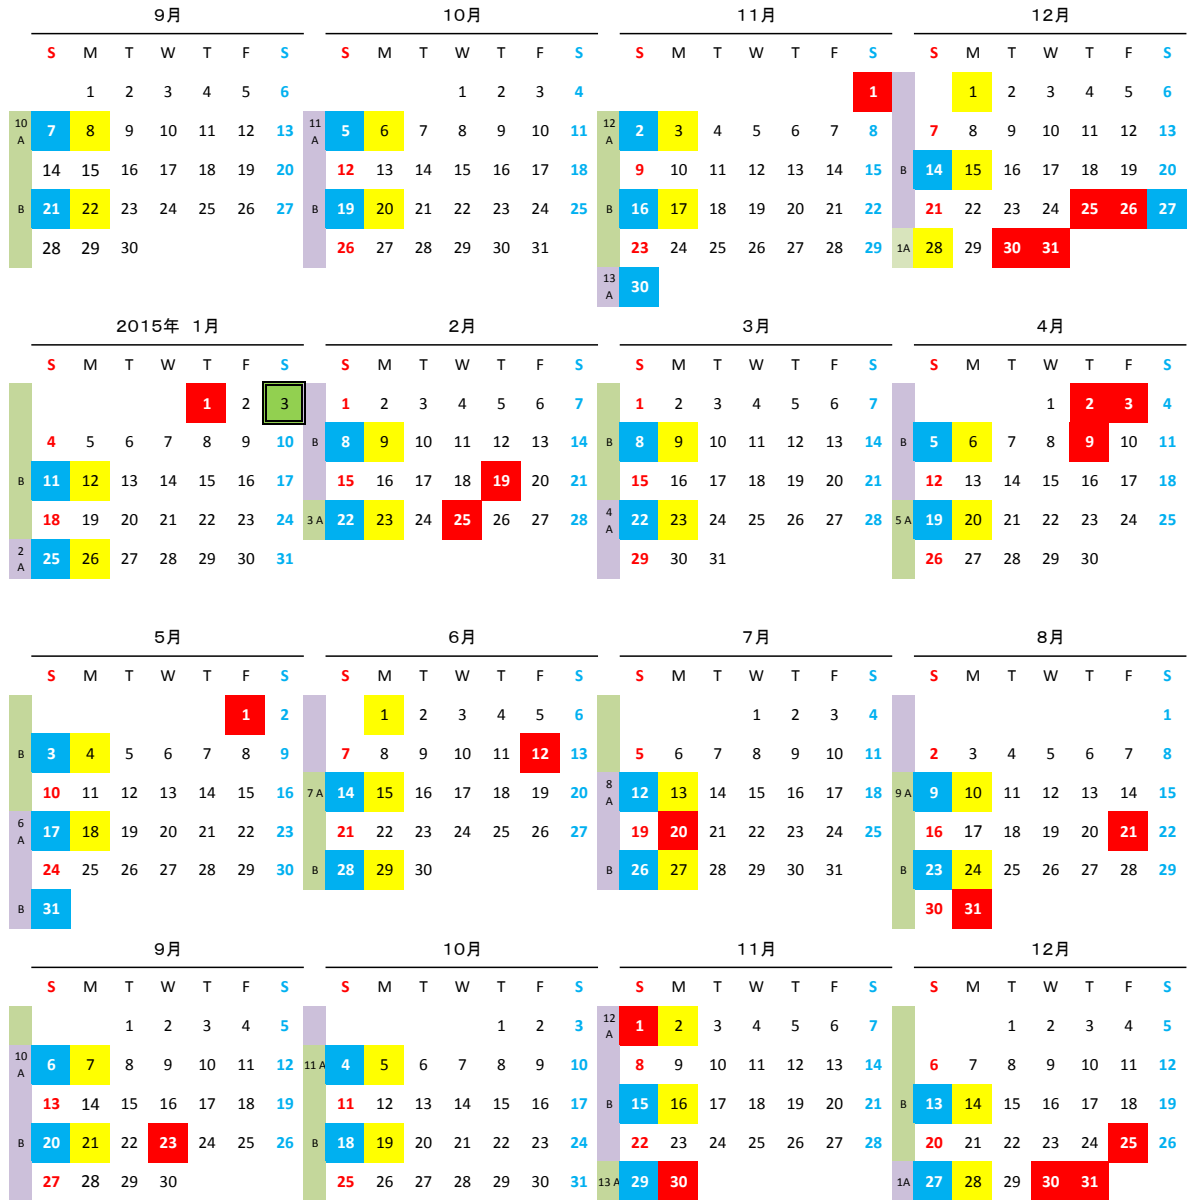 9月 10月 11月 12月
S M T W T F S S M T W T F S S M T W T F S S M T W T F S
1 2 3 4 5 6 1 2 3 4 1 1 2 3 4 5 6
10 A 7 8 9 10 11 12 13 11 A 5 6 7 8 9 10 11 12 A 2 3 4 5 6 7 8 7 8 9 10 11 12 13
14 15 16 17 18 19 20 12 13 14 15 16 17 18 9 10 11 12 13 14 15 B 14 15 16 17 18 19 20
B 21 22 23 24 25 26 27 B 19 20 21 22 23 24 25 B 16 17 18 19 20 21 22 21 22 23 24 25 26 27
28 29 30 26 27 28 29 30 31 23 24 25 26 27 28 29 1A 28 29 30 31
13 A 30
2015年 1月 2月 3月 4月
S M T W T F S S M T W T F S S M T W T F S S M T W T F S
1 2 3 1 2 3 4 5 6 7 1 2 3 4 5 6 7 1 2 3 4
4 5 6 7 8 9 10 B 8 9 10 11 12 13 14 B 8 9 10 11 12 13 14 B 5 6 7 8 9 10 11
B 11 12 13 14 15 16 17 15 16 17 18 19 20 21 15 16 17 18 19 20 21 12 13 14 15 16 17 18
18 19 20 21 22 23 24 3 A 22 23 24 25 26 27 28 4 A 22 23 24 25 26 27 28 5 A 19 20 21 22 23 24 25
2 A 25 26 27 28 29 30 31 29 30 31 26 27 28 29 30
5月 6月 7月 8月
S M T W T F S S M T W T F S S M T W T F S S M T W T F S
1 2 1 2 3 4 5 6 1 2 3 4 1
B 3 4 5 6 7 8 9 7 8 9 10 11 12 13 5 6 7 8 9 10 11 2 3 4 5 6 7 8
10 11 12 13 14 15 16 7 A 14 15 16 17 18 19 20 8 A 12 13 14 15 16 17 18 9 A 9 10 11 12 13 14 15
6 A 17 18 19 20 21 22 23 21 22 23 24 25 26 27 19 20 21 22 23 24 25 16 17 18 19 20 21 22
24 25 26 27 28 29 30 B 28 29 30 B 26 27 28 29 30 31 B 23 24 25 26 27 28 29
B 31 30 31
9月 10月 11月 12月
S M T W T F S S M T W T F S S M T W T F S S M T W T F S
1 2 3 4 5 1 2 3 12 A 1 2 3 4 5 6 7 1 2 3 4 5
10 A 6 7 8 9 10 11 12 11 A 4 5 6 7 8 9 10 8 9 10 11 12 13 14 6 7 8 9 10 11 12
13 14 15 16 17 18 19 11 12 13 14 15 16 17 B 15 16 17 18 19 20 21 B 13 14 15 16 17 18 19
B 20 21 22 23 24 25 26 B 18 19 20 21 22 23 24 22 23 24 25 26 27 28 20 21 22 23 24 25 26
27 28 29 30 25 26 27 28 29 30 31 13 A 29 30 1A 27 28 29 30 31